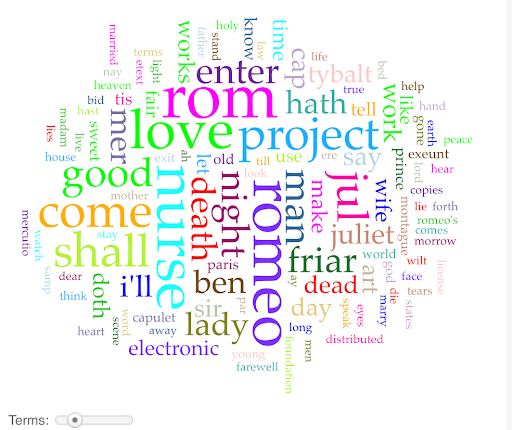 holy
married
father
stand
know
law
time
works
terms
light
etext
nay
enter
cap
life
tybalt
bed
heaven
fair
rom
hath
true
help
bid
tis
tell
work
like
hand
hast
mer
love
project
gone
earth
madam
lies
live
sweet
peace
house
ah
exit
let
old
till
use
ere
say
prince
exeunt
lord
hear
good
look
nurse
death
night
romeo
man
make
jul
wife
copies
mother
montague
lie
forth
come
romeo's
comes
mercutio
watch
stay
juliet
morrow
shall
paris
friar
world
god
wilt
license
samp
dear
doth
i'll
ben
ay
dead
art
face
think
die
tears
par
sir
day
speak
eyes
marry
states
word
scene
capulet
lady
heart
away
long
electronic
men
distributed
young
foundation
farewell
Terms: